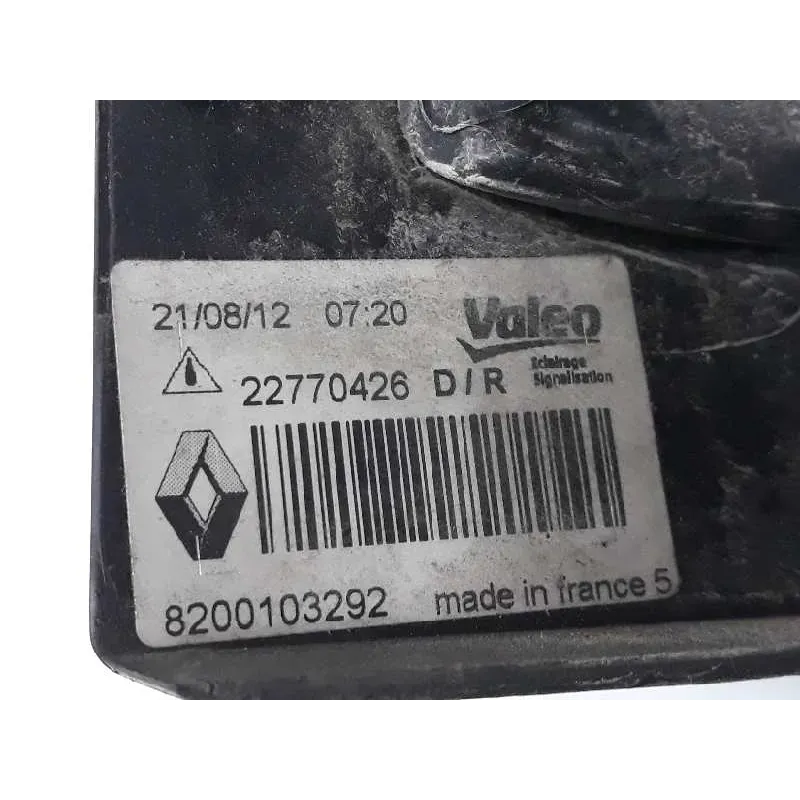 21/08/12 07:20 Valeo
Eclairage
Signalisation
22770426 D/R
8200103292 made in france 5